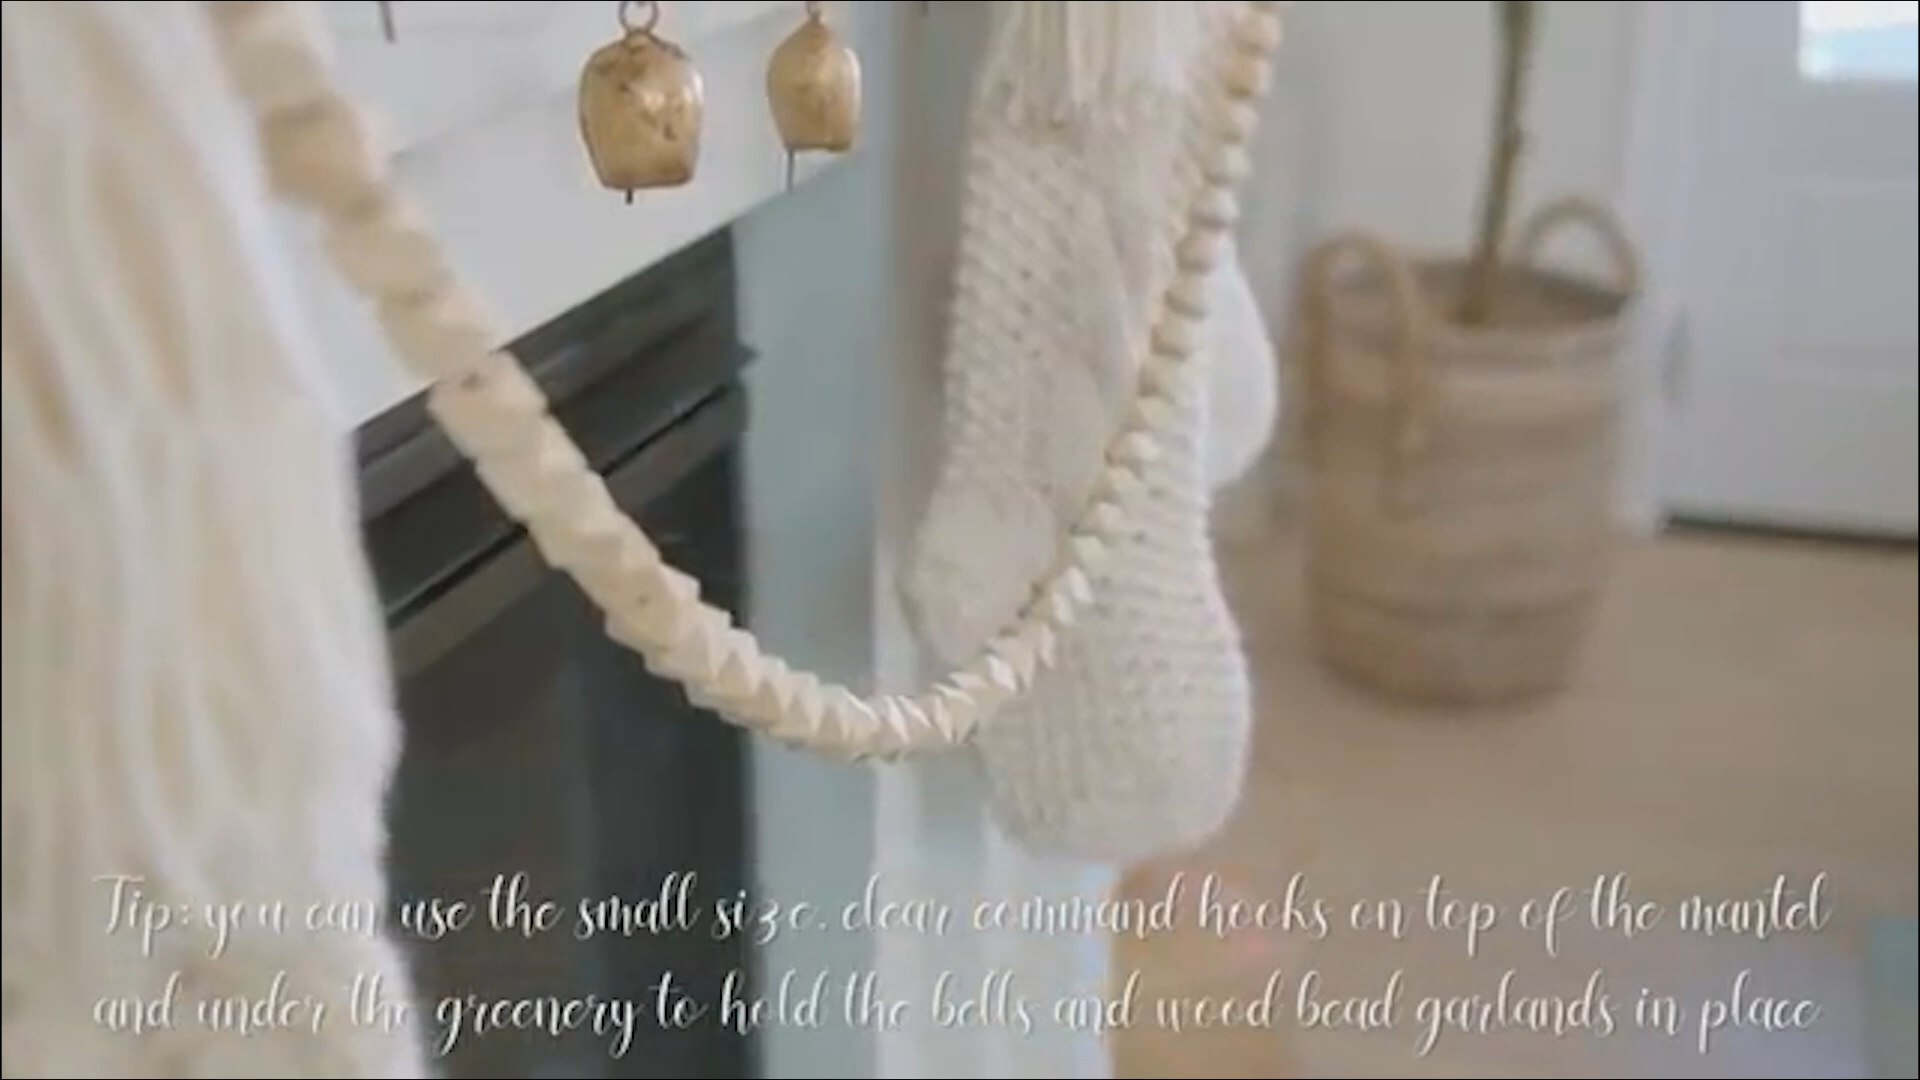 Tip: you can use the small size, clear command hooks on top of the mantel
and under the greenery to hold the bells and wood bead garlands in place